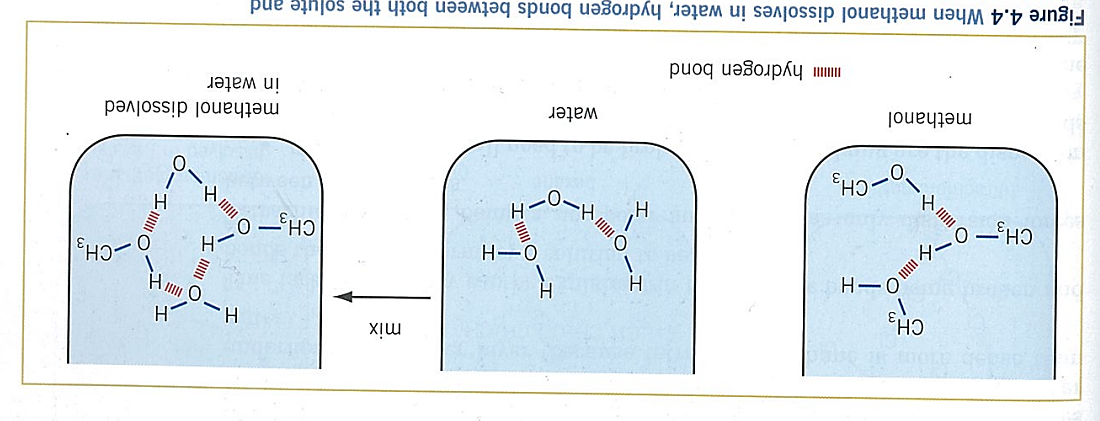 CH₃
O H
H
CH₃ O
H
O CH₃
methanol
H H
O O H
H H H
O
water
mix
H H
O H
H O CH₃
CH₃ O
H H
O
methanol dissolved
in water
hydrogen bond
Figure 4.4 When methanol dissolves in water, hydrogen bonds between both the solute and